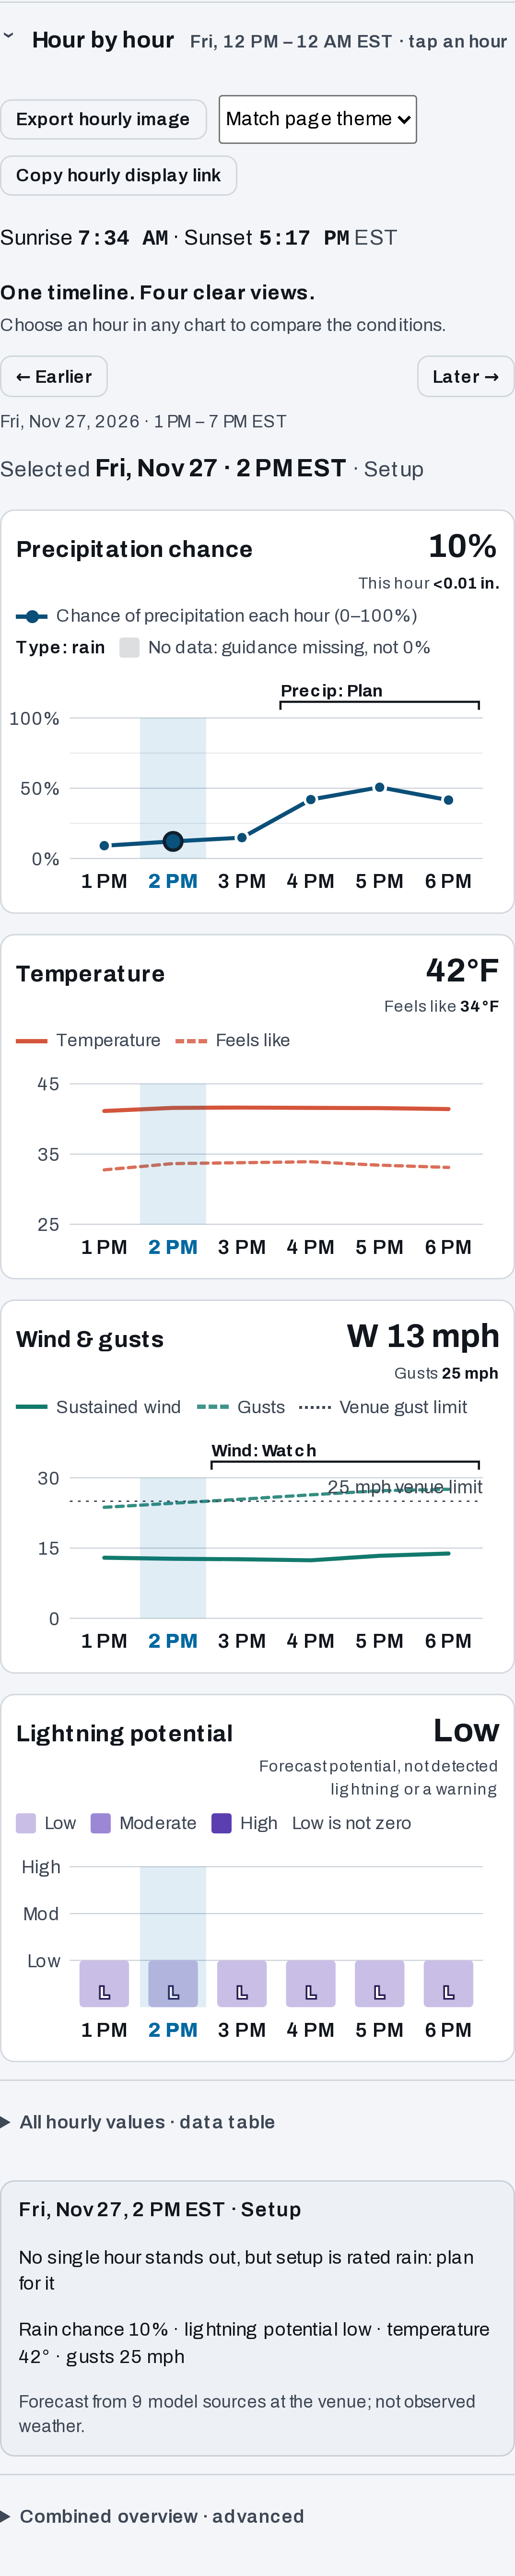 Hour by hour Fri, 12 PM – 12 AM EST · tap an hour
Export hourly image
Match page theme
Copy hourly display link
Sunrise 7:34 AM · Sunset 5:17 PM EST
One timeline. Four clear views.
Choose an hour in any chart to compare the conditions.
← Earlier
Later →
Fri, Nov 27, 2026 · 1 PM – 7 PM EST
Selected Fri, Nov 27 · 2 PM EST · Setup
Precipitation chance 10%
This hour <0.01 in.
Chance of precipitation each hour (0–100%)
Type: rain No data: guidance missing, not 0%
Precip: Plan
100%
50%
0%
1 PM 2 PM 3 PM 4 PM 5 PM 6 PM
Temperature 42°F
Feels like 34°F
Temperature Feels like
45
35
25
1 PM 2 PM 3 PM 4 PM 5 PM 6 PM
Wind & gusts W 13 mph
Gusts 25 mph
Sustained wind Gusts Venue gust limit
Wind: Watch
30
25 mph venue limit
15
0
1 PM 2 PM 3 PM 4 PM 5 PM 6 PM
Lightning potential Low
Forecast potential, not detected
lightning or a warning
Low Moderate High Low is not zero
High
Mod
Low
L L L L L L
1 PM 2 PM 3 PM 4 PM 5 PM 6 PM
All hourly values · data table
Fri, Nov 27, 2 PM EST · Setup
No single hour stands out, but setup is rated rain: plan
for it
Rain chance 10% · lightning potential low · temperature
42° · gusts 25 mph
Forecast from 9 model sources at the venue; not observed
weather.
Combined overview · advanced